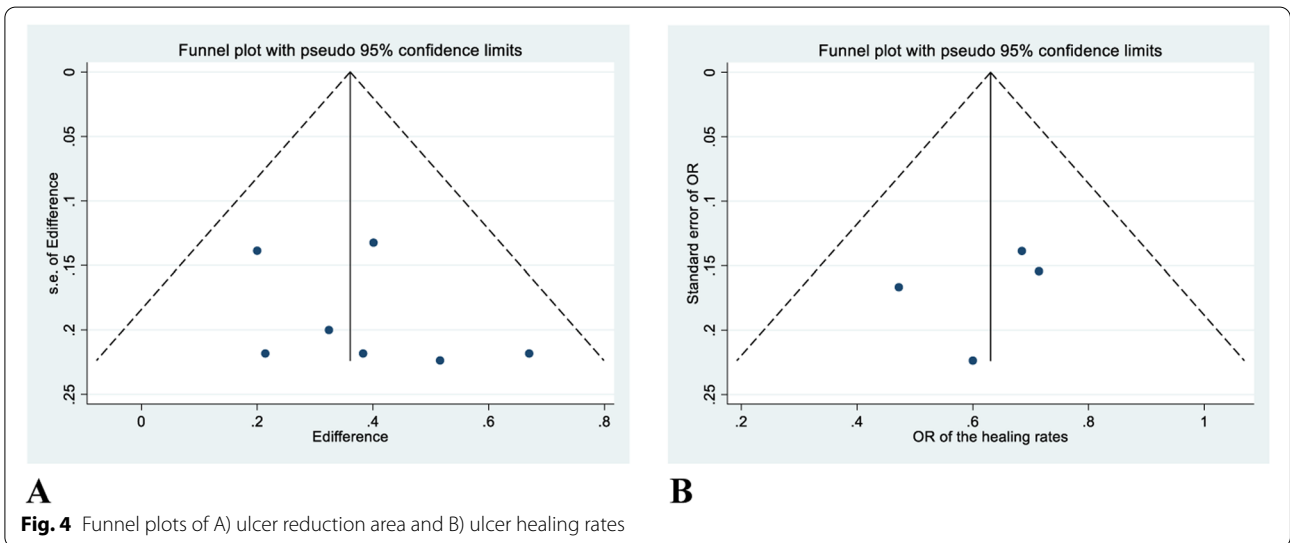 Funnel plot with pseudo 95% confidence limits
0
.05
.1
.15
.2
.25
s.e. of Edifference
0
.2
.4
.6
.8
Edifference
A
Funnel plot with pseudo 95% confidence limits
0
.05
.1
.15
.2
.25
Standard error of OR
.2
.4
.6
.8
1
OR of the healing rates
B
Fig. 4 Funnel plots of A) ulcer reduction area and B) ulcer healing rates